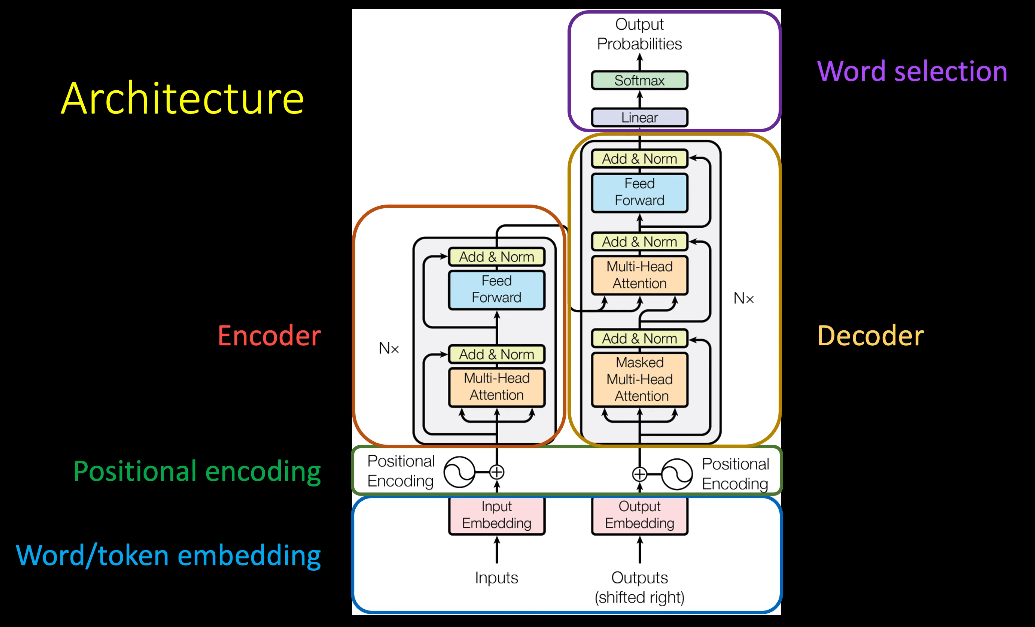 Architecture
Output
Probabilities
Softmax
Linear
Word selection
Add & Norm
Feed
Forward
Add & Norm
Multi-Head
Attention
Add & Norm
Masked
Multi-Head
Attention
N×
Decoder
Add & Norm
Feed
Forward
Add & Norm
Multi-Head
Attention
N×
Encoder
Positional encoding
Positional
Encoding
Positional
Encoding
Word/token embedding
Input
Embedding
Output
Embedding
Inputs
Outputs
(shifted right)